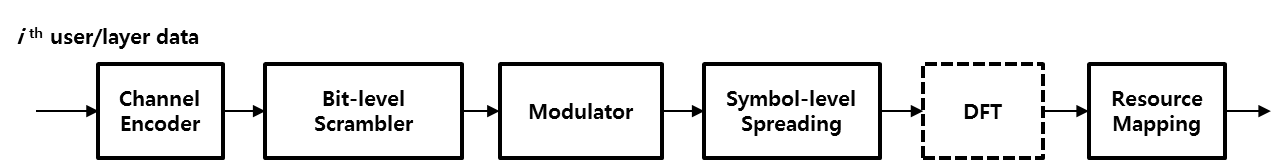 i th user/layer data
Channel
Encoder
Bit-level
Scrambler
Modulator
Symbol-level
Spreading
DFT
Resource
Mapping